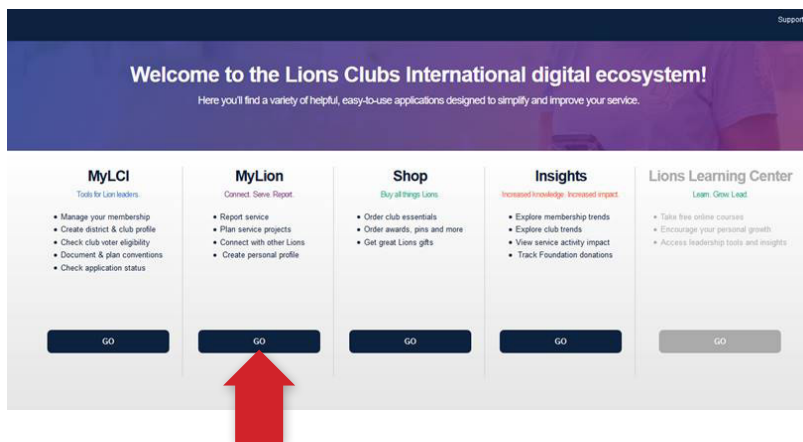 Support
Welcome to the Lions Clubs International digital ecosystem!
Here you'll find a variety of helpful, easy-to-use applications designed to simplify and improve your service.
MyLCI
Tools for Lion leaders.
• Manage your membership
• Create district & club profile
• Check club voter eligibility
• Document & plan conventions
• Check application status
GO
MyLion
Connect. Serve. Report.
• Report service
• Plan service projects
• Connect with other Lions
• Create personal profile
GO
Shop
Buy all things Lions.
• Order club essentials
• Order awards, pins and more
• Get great Lions gifts
GO
Insights
Increased knowledge. Increased impact.
• Explore membership trends
• Explore club trends
• View service activity impact
• Track Foundation donations
GO
Lions Learning Center
Learn. Grow. Lead.
• Take free online courses
• Encourage your personal growth
• Access leadership tools and insights
GO